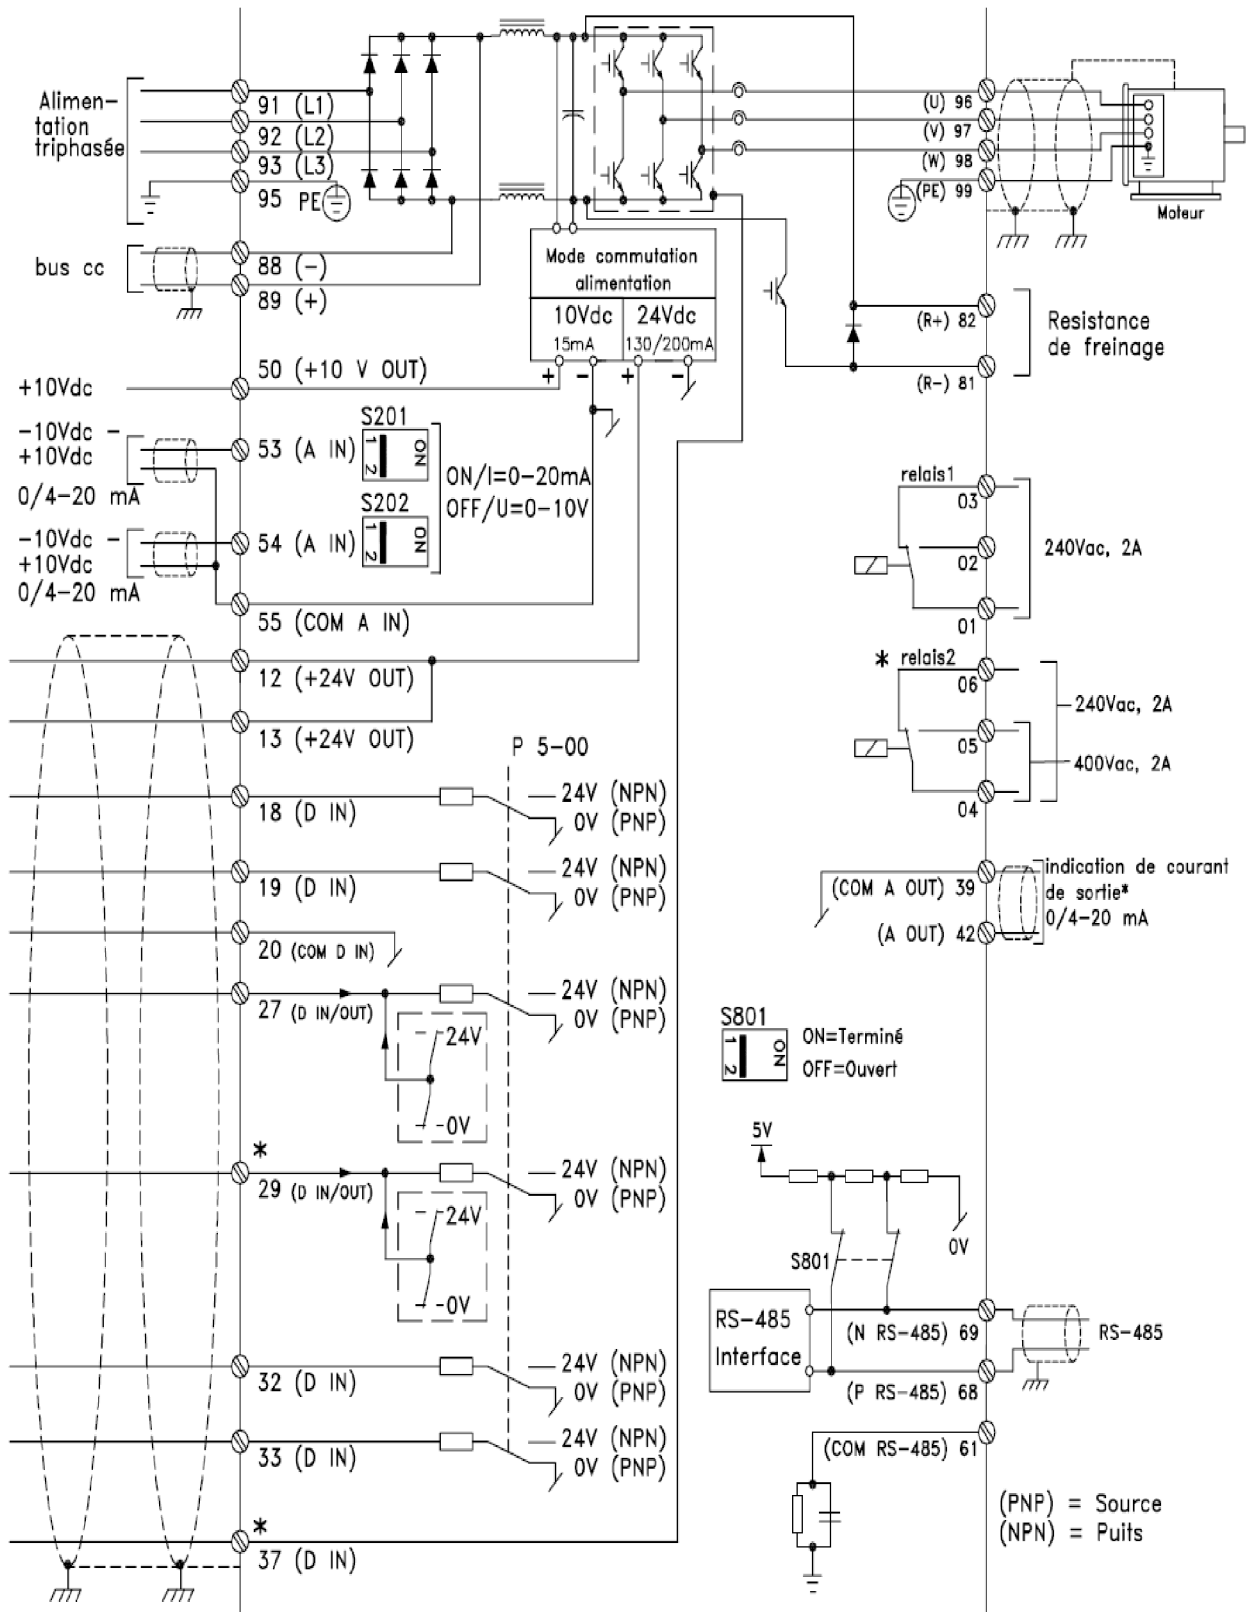 Alimen-
tation
triphasée
91 (L1)
92 (L2)
93 (L3)
95 PE
bus cc
88 (-)
89 (+)
+10Vdc
50 (+10 V OUT)
-10Vdc -
+10Vdc
0/4-20 mA
53 (A IN)
S201
1 2 ON
ON/I=0-20mA
OFF/U=0-10V
S202
1 2 ON
-10Vdc -
+10Vdc
0/4-20 mA
54 (A IN)
55 (COM A IN)
12 (+24V OUT)
13 (+24V OUT)
P 5-00
18 (D IN)
24V (NPN)
0V (PNP)
19 (D IN)
24V (NPN)
0V (PNP)
20 (COM D IN)
27 (D IN/OUT)
24V (NPN)
0V (PNP)
24V
0V
*
29 (D IN/OUT)
24V (NPN)
0V (PNP)
24V
0V
32 (D IN)
24V (NPN)
0V (PNP)
33 (D IN)
24V (NPN)
0V (PNP)
*
37 (D IN)
Mode commutation
alimentation
10Vdc
15mA
24Vdc
130/200mA
+ - + -
(U) 96
(V) 97
(W) 98
(PE) 99
Moteur
(R+) 82
(R-) 81
Resistance
de freinage
relais1
03
02
01
240Vac, 2A
* relais2
06
05
04
240Vac, 2A
400Vac, 2A
(COM A OUT) 39
(A OUT) 42
indication de courant
de sortie*
0/4-20 mA
S801
1 2 ON
ON=Terminé
OFF=Ouvert
5V
0V
S801
RS-485
Interface
(N RS-485) 69
(P RS-485) 68
RS-485
(COM RS-485) 61
(PNP) = Source
(NPN) = Puits